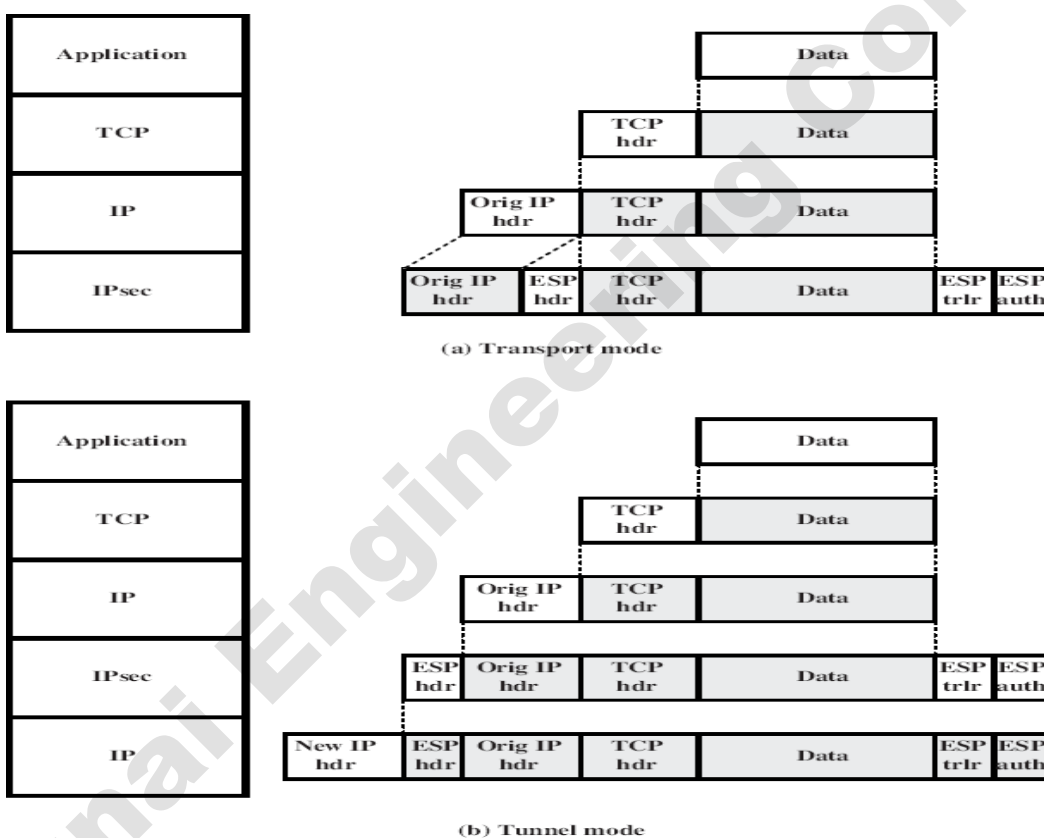 Application
Data
TCP
TCP hdr
Data
IP
Orig IP hdr
TCP hdr
Data
IPsec
Orig IP hdr
ESP hdr
TCP hdr
Data
ESP trlr
ESP auth
(a) Transport mode
Application
Data
TCP
TCP hdr
Data
IP
Orig IP hdr
TCP hdr
Data
IPsec
ESP hdr
Orig IP hdr
TCP hdr
Data
ESP trlr
ESP auth
IP
New IP hdr
ESP hdr
Orig IP hdr
TCP hdr
Data
ESP trlr
ESP auth
(b) Tunnel mode
nai Engineering Co